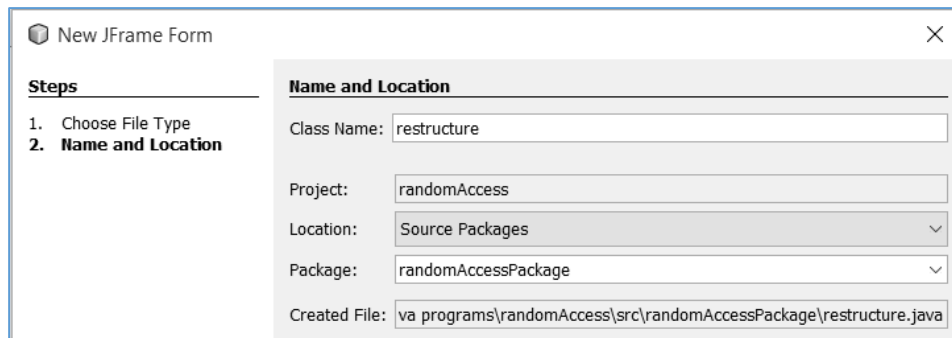 New JFrame Form
Steps
1. Choose File Type
2. Name and Location
Name and Location
Class Name: restructure
Project: randomAccess
Location: Source Packages
Package: randomAccessPackage
Created File: va programs\randomAccess\src\randomAccessPackage\restructure.java